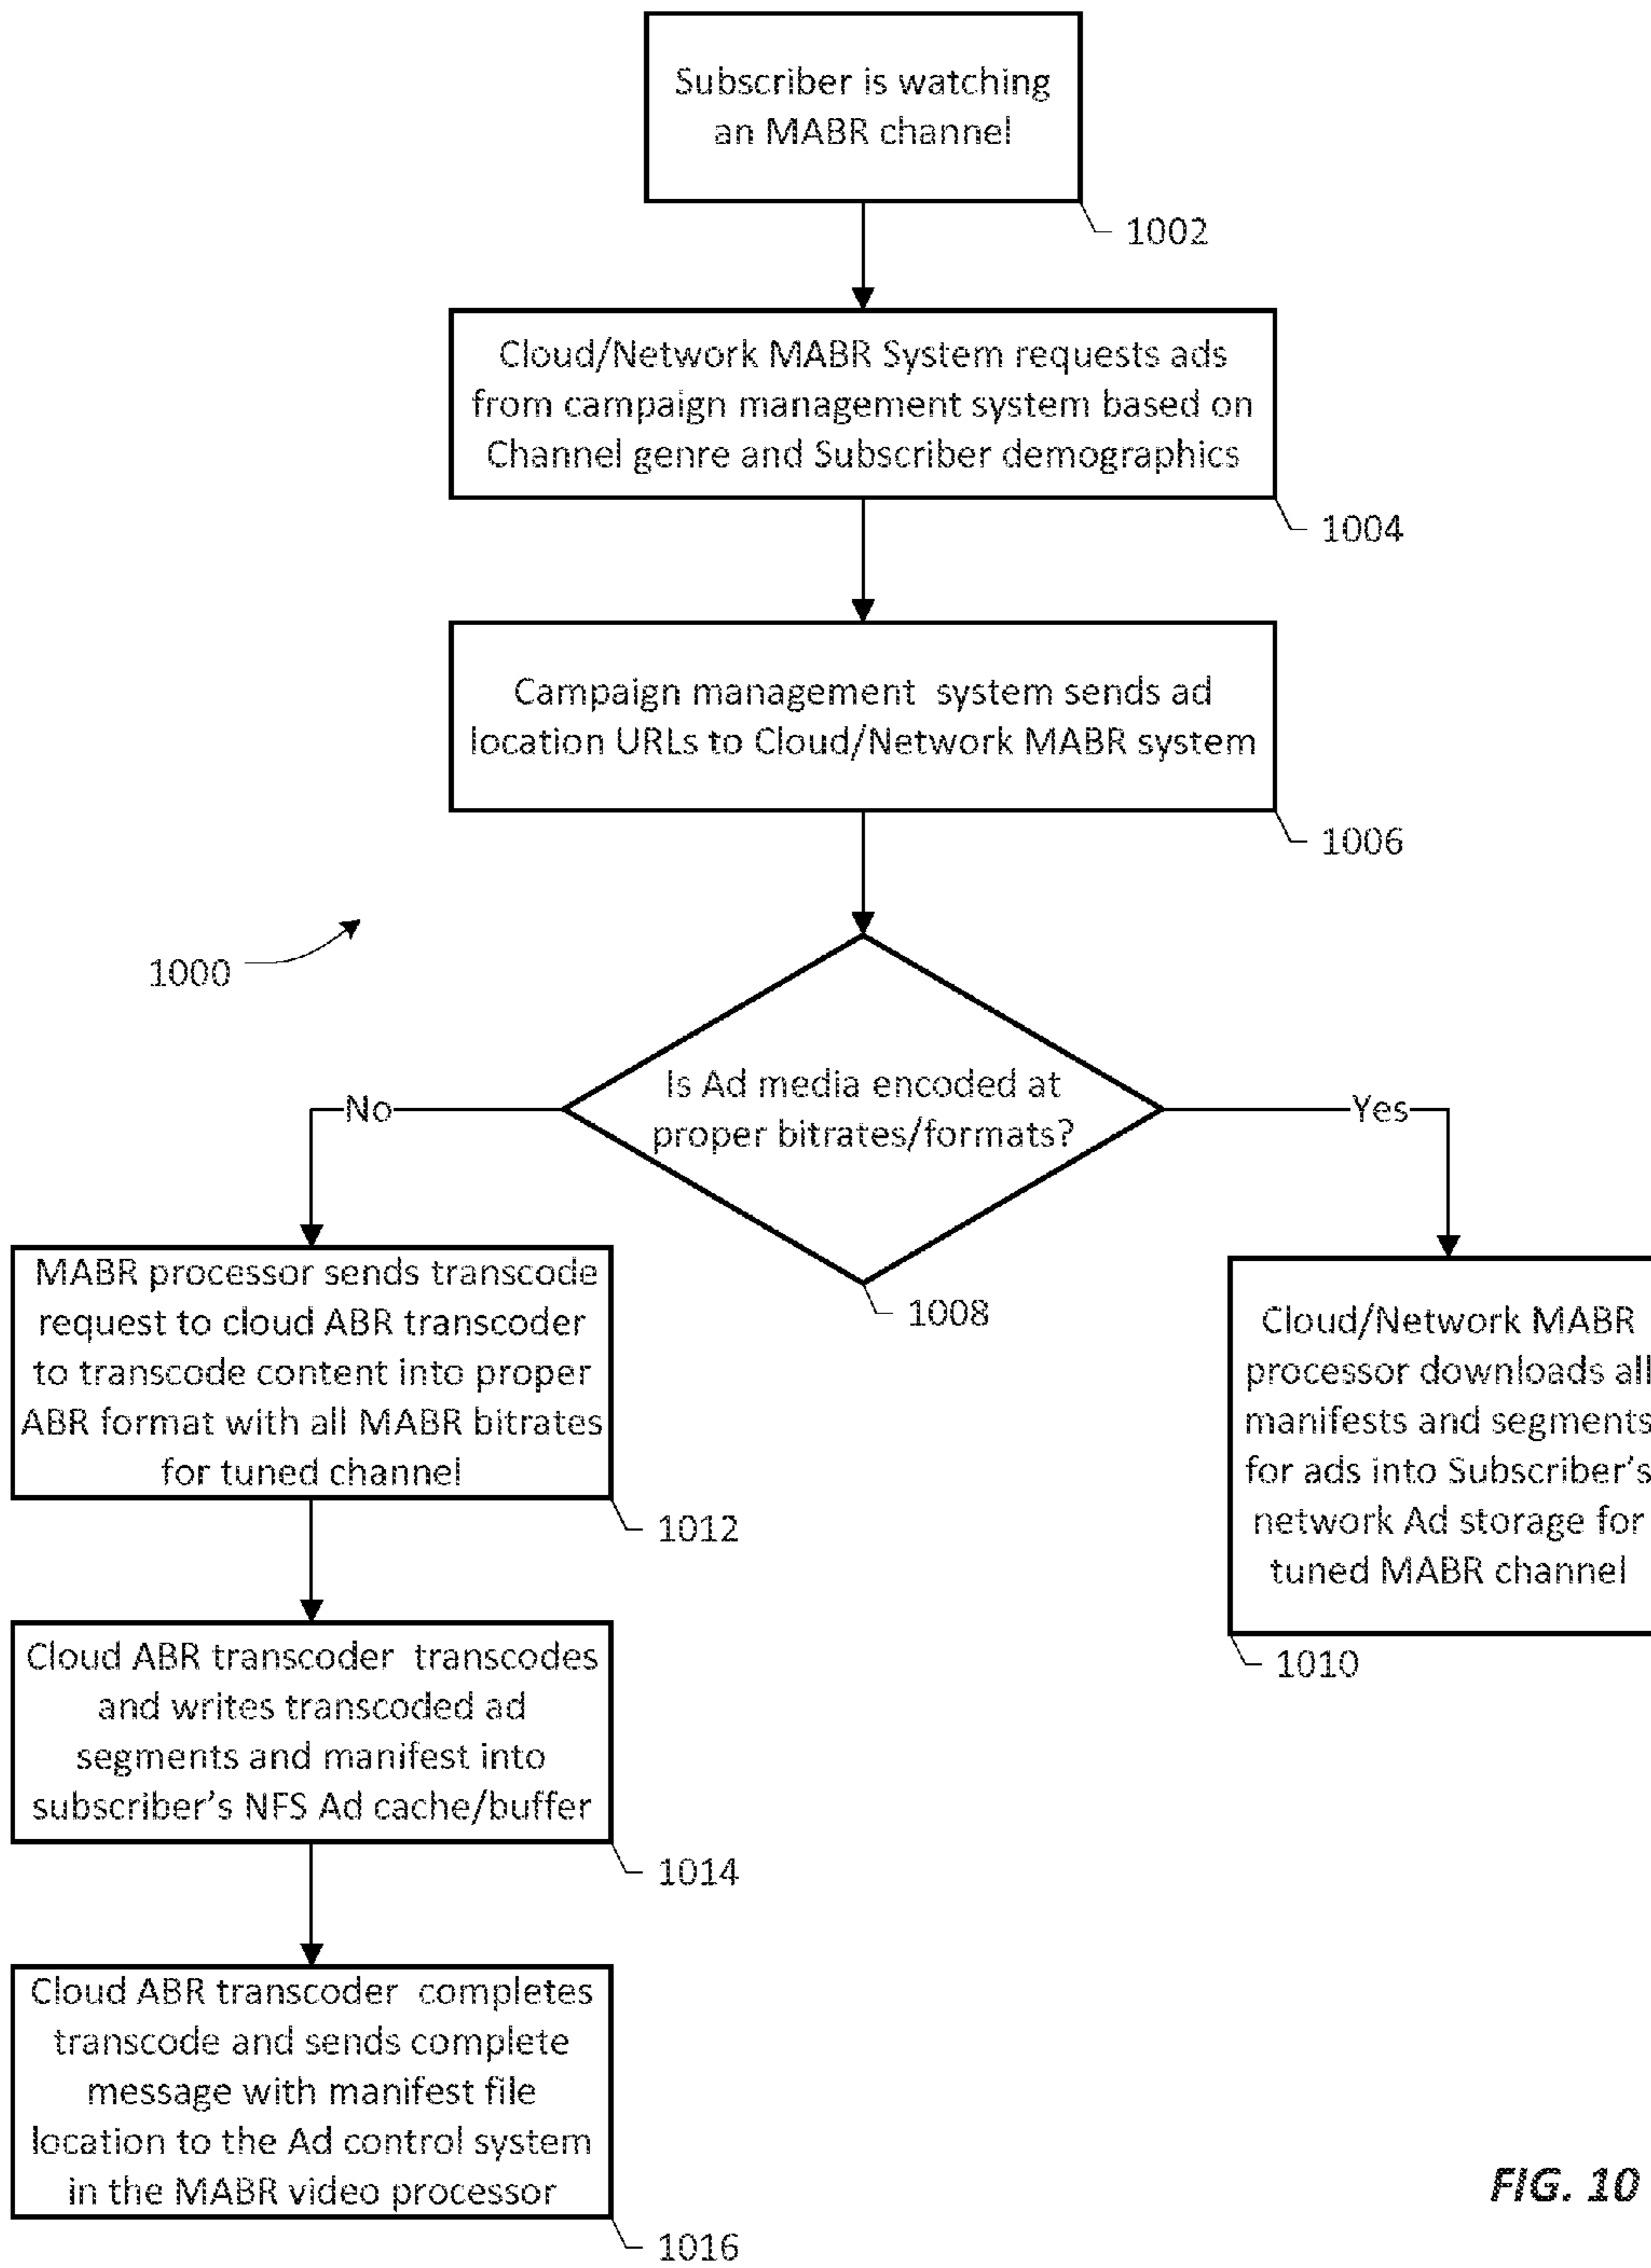 Subscriber is watching
an MABR channel
1002
Cloud/Network MABR System requests ads
from campaign management system based on
Channel genre and Subscriber demographics
1004
Campaign management system sends ad
location URLs to Cloud/Network MABR system
1006
1000
Is Ad media encoded at
proper bitrates/formats?
1008
No
Yes
MABR processor sends transcode
request to cloud ABR transcoder
to transcode content into proper
ABR format with all MABR bitrates
for tuned channel
1012
Cloud/Network MABR
processor downloads all
manifests and segments
for ads into Subscriber's
network Ad storage for
tuned MABR channel
1010
Cloud ABR transcoder transcodes
and writes transcoded ad
segments and manifest into
subscriber's NFS Ad cache/buffer
1014
Cloud ABR transcoder completes
transcode and sends complete
message with manifest file
location to the Ad control system
in the MABR video processor
1016
FIG. 10